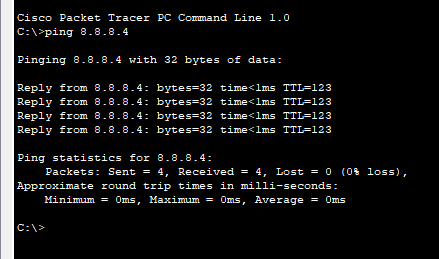 Cisco Packet Tracer PC Command Line 1.0
C:\>ping 8.8.8.4
Pinging 8.8.8.4 with 32 bytes of data:
Reply from 8.8.8.4: bytes=32 time<1ms TTL=123
Reply from 8.8.8.4: bytes=32 time<1ms TTL=123
Reply from 8.8.8.4: bytes=32 time<1ms TTL=123
Reply from 8.8.8.4: bytes=32 time<1ms TTL=123
Ping statistics for 8.8.8.4:
Packets: Sent = 4, Received = 4, Lost = 0 (0% loss),
Approximate round trip times in milli-seconds:
Minimum = 0ms, Maximum = 0ms, Average = 0ms
C:\>